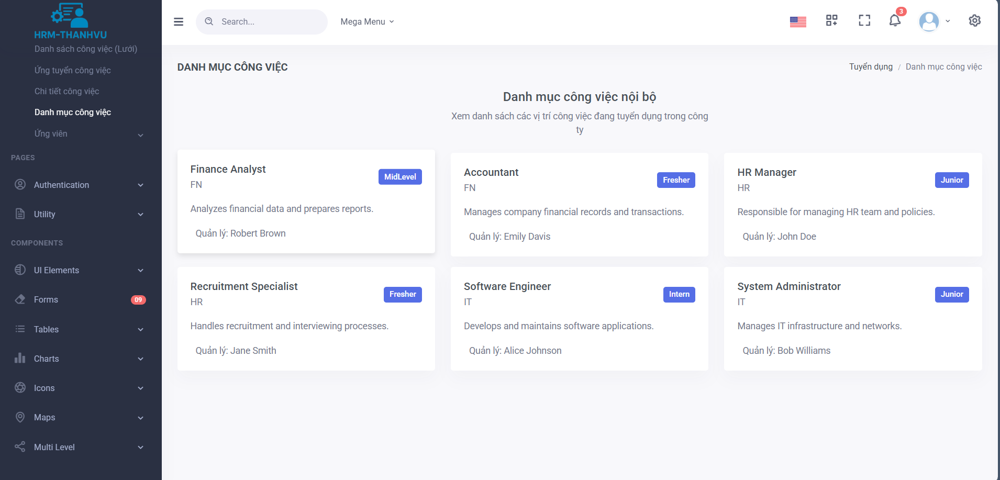 HRM-THANHVU
Danh sách công việc (Lưới)
Ứng tuyển công việc
Chi tiết công việc
Danh mục công việc
Ứng viên
PAGES
Authentication
Utility
COMPONENTS
UI Elements
Forms 09
Tables
Charts
Icons
Maps
Multi Level
Search...
Mega Menu
3
DANH MỤC CÔNG VIỆC
Tuyển dụng / Danh mục công việc
Danh mục công việc nội bộ
Xem danh sách các vị trí công việc đang tuyển dụng trong công
ty
Finance Analyst
MidLevel
FN
Analyzes financial data and prepares reports.
Quản lý: Robert Brown
Accountant
Fresher
FN
Manages company financial records and transactions.
Quản lý: Emily Davis
HR Manager
Junior
HR
Responsible for managing HR team and policies.
Quản lý: John Doe
Recruitment Specialist
Fresher
HR
Handles recruitment and interviewing processes.
Quản lý: Jane Smith
Software Engineer
Intern
IT
Develops and maintains software applications.
Quản lý: Alice Johnson
System Administrator
Junior
IT
Manages IT infrastructure and networks.
Quản lý: Bob Williams